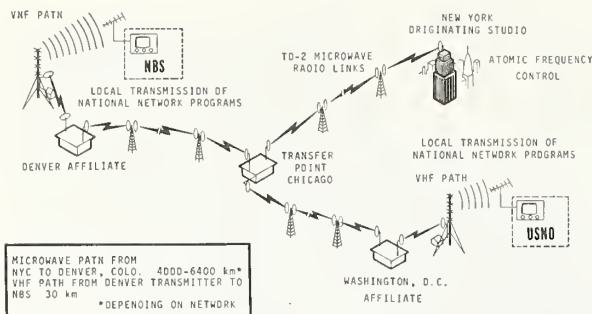 VHF PATH
NBS
LOCAL TRANSMISSION OF
NATIONAL NETWORK PROGRAMS
DENVER AFFILIATE
TD-2 MICROWAVE
RADIO LINKS
NEW YORK
ORIGINATING STUDIO
ATOMIC FREQUENCY
CONTROL
TRANSFER
POINT
CHICAGO
LOCAL TRANSMISSION OF
NATIONAL NETWORK PROGRAMS
VHF PATH
USNO
WASHINGTON, D.C.
AFFILIATE
MICROWAVE PATH FROM
NYC TO DENVER, COLO. 4000-6400 km*
VHF PATH FROM DENVER TRANSMITTER TO
NBS 30 km
*DEPENDING ON NETWORK